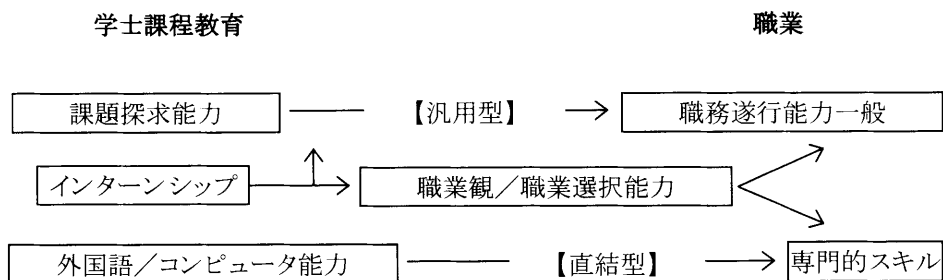 学士課程教育 職業
課題探求能力 【汎用型】 職務遂行能力一般
インターンシップ 職業観／職業選択能力
外国語／コンピュータ能力 【直結型】 専門的スキル